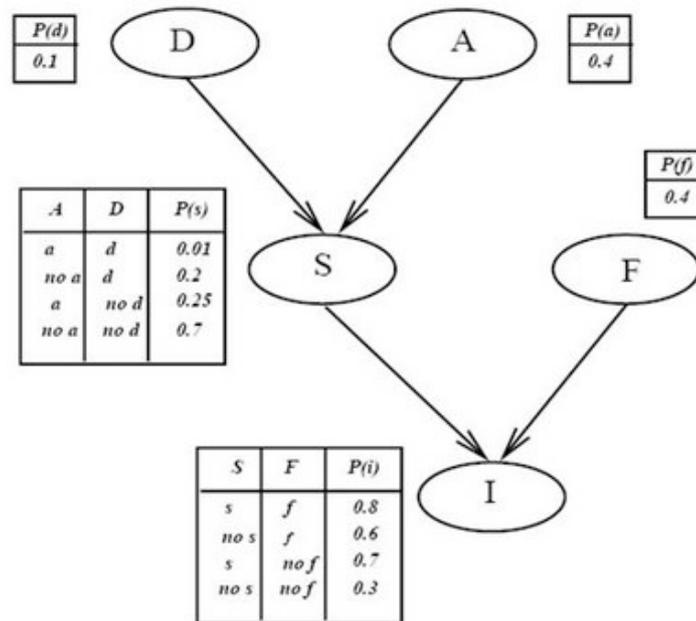 P(d)
0.1
D
A
P(a)
0.4
P(f)
0.4
A D P(s)
a d 0.01
no a d 0.2
a no d 0.25
no a no d 0.7
S
F
S F P(i)
s f 0.8
no s f 0.6
s no f 0.7
no s no f 0.3
I